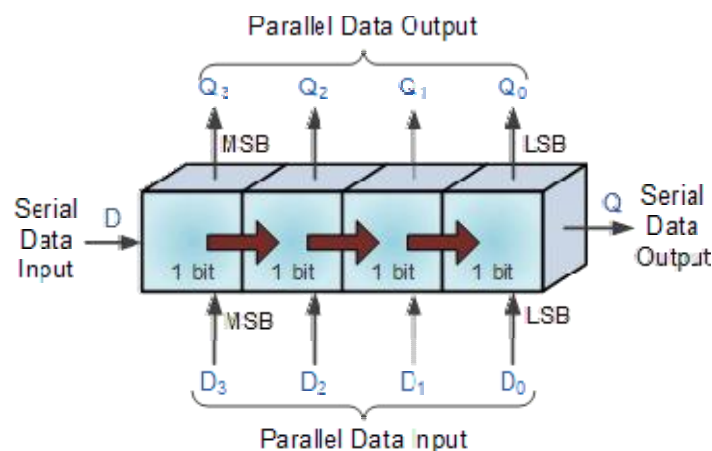 Parallel Data Output
Q3 Q2 Q1 Q0
MSB LSB
Serial Data Input
D
1 bit 1 bit 1 bit 1 bit
Q
Serial Data Output
MSB LSB
D3 D2 D1 D0
Parallel Data Input